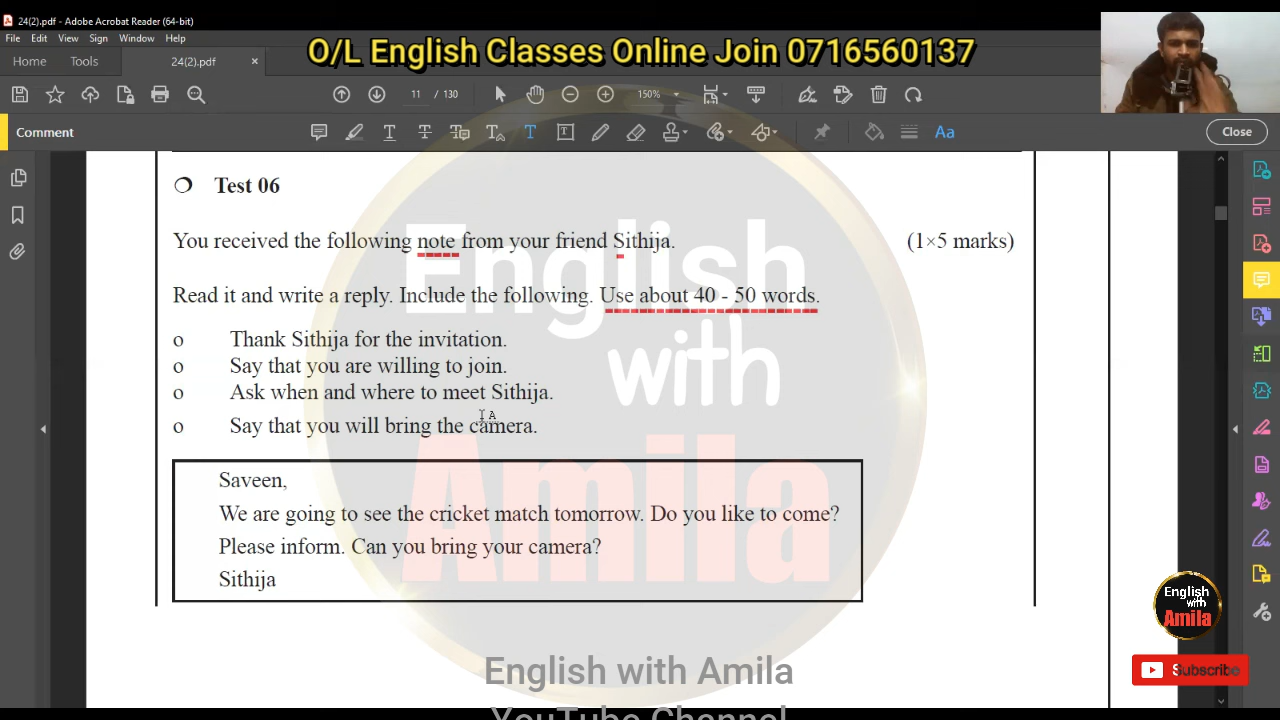 24(2).pdf - Adobe Acrobat Reader (64-bit)
File Edit View Sign Window Help
O/L English Classes Online Join 0716560137
Home Tools 24(2).pdf ×
11 / 130 150%
Comment
Close
Test 06
You received the following note from your friend Sithija. (1×5 marks)
Read it and write a reply. Include the following. Use about 40 - 50 words.
o Thank Sithija for the invitation.
o Say that you are willing to join.
o Ask when and where to meet Sithija.
o Say that you will bring the camera.
Saveen,
We are going to see the cricket match tomorrow. Do you like to come?
Please inform. Can you bring your camera?
Sithija
English
with
Amila
English
with
Amila
Subscribe
English with Amila
YouTube Channel